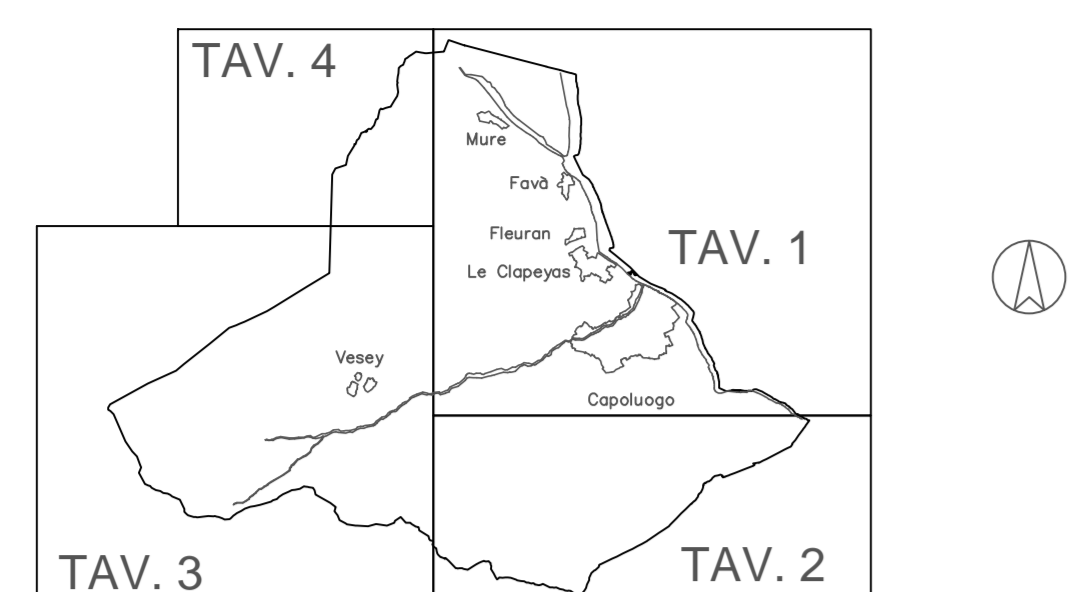 TAV. 4
Mure
Favà
Fleuran
TAV. 1
Le Clapeyas
Vesey
Capoluogo
TAV. 3
TAV. 2